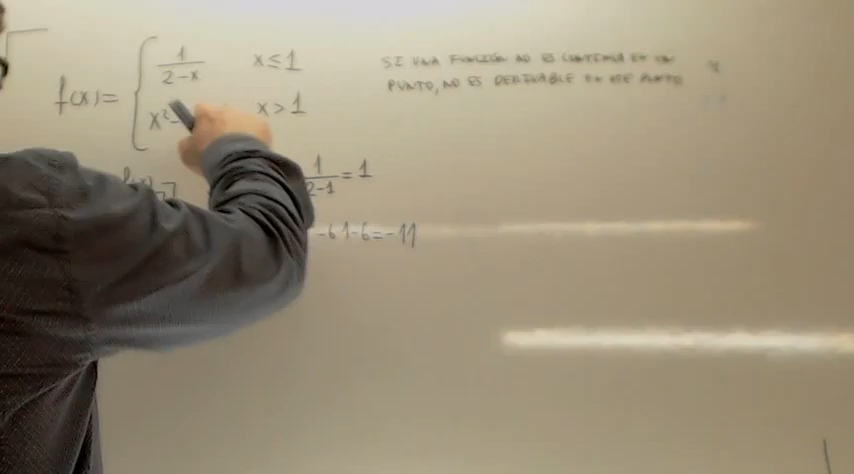 f(x)= { 1/(2-x) x≤1
x²- x>1
SI UNA FUNCIÓN NO ES CONTINUA EN UN
PUNTO, NO ES DERIVABLE EN ESE PUNTO
1/(2-1) = 1
-6·1-6=-11